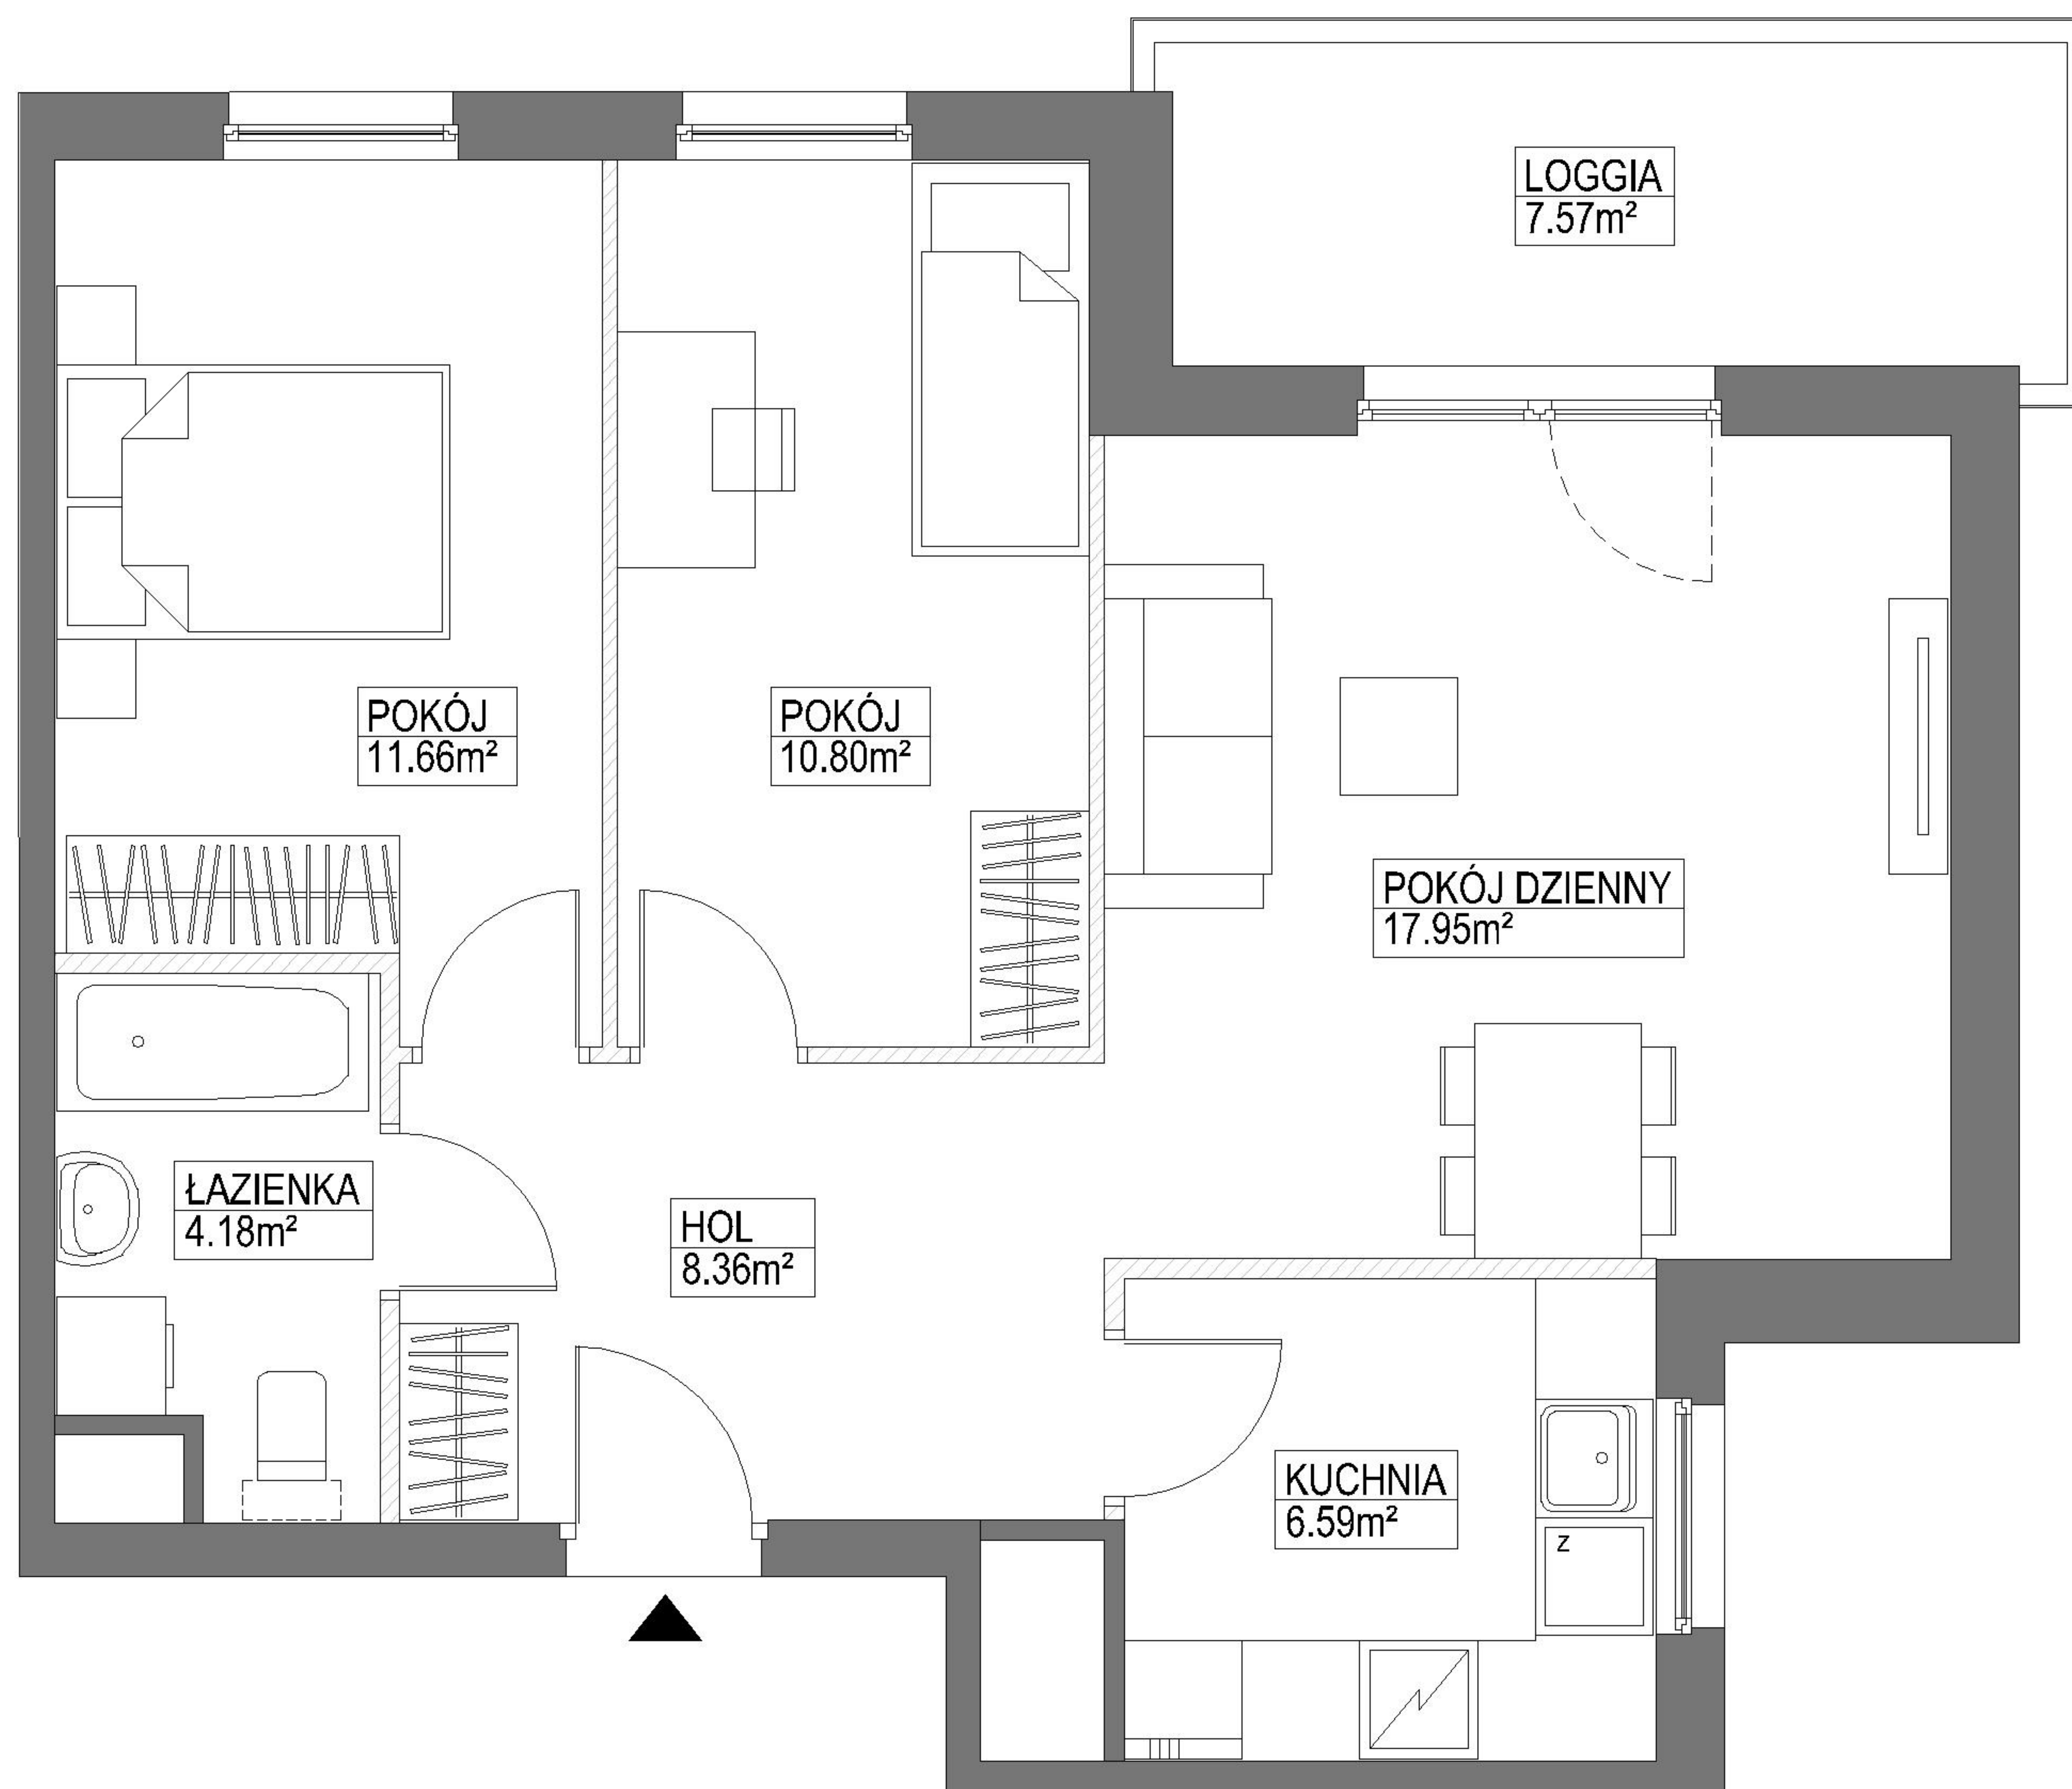 LOGGIA
7.57m²
POKÓJ
11.66m²
POKÓJ
10.80m²
POKÓJ DZIENNY
17.95m²
ŁAZIENKA
4.18m²
HOL
8.36m²
KUCHNIA
6.59m²
Z